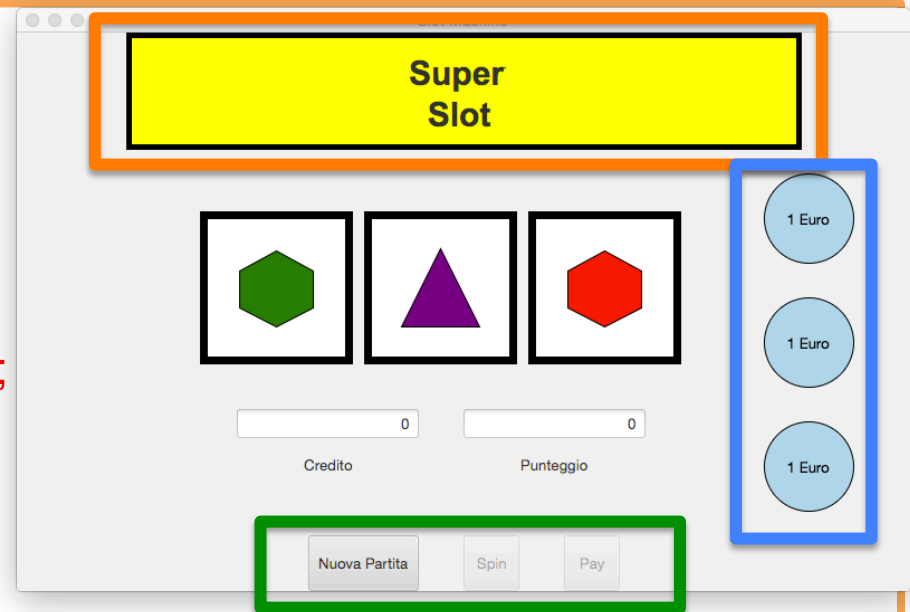 Super
Slot
1 Euro
1 Euro
;
0
0
Credito
Punteggio
1 Euro
Nuova Partita
Spin
Pay